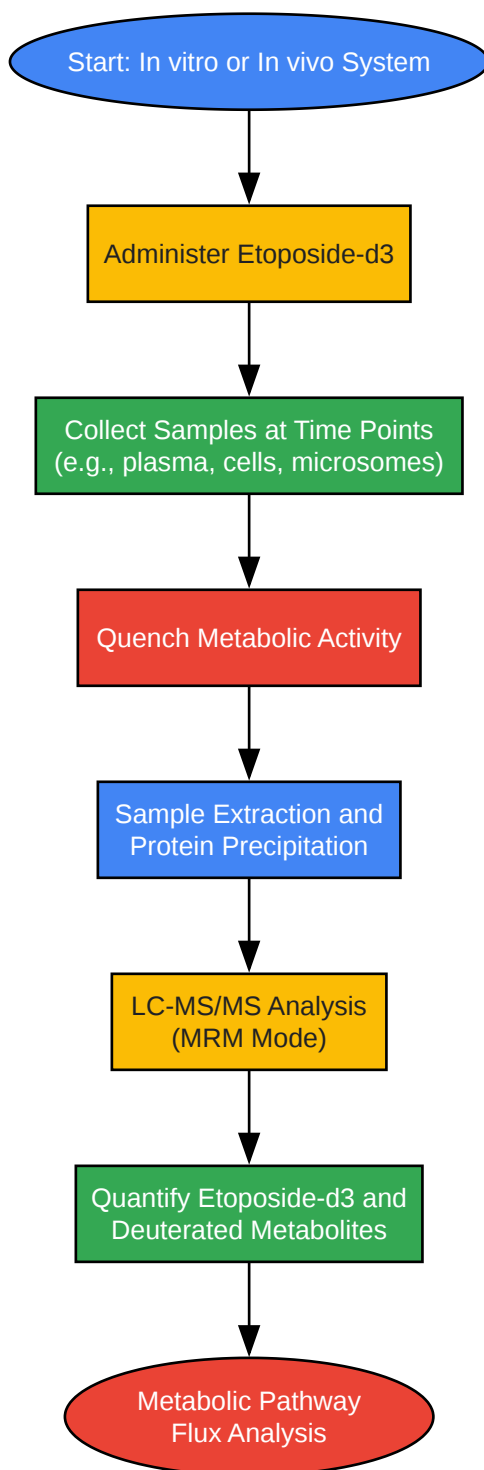 Start: In vitro or In vivo System
Administer Etoposide-d3
Collect Samples at Time Points
(e.g., plasma, cells, microsomes)
Quench Metabolic Activity
Sample Extraction and
Protein Precipitation
LC-MS/MS Analysis
(MRM Mode)
Quantify Etoposide-d3 and
Deuterated Metabolites
Metabolic Pathway
Flux Analysis